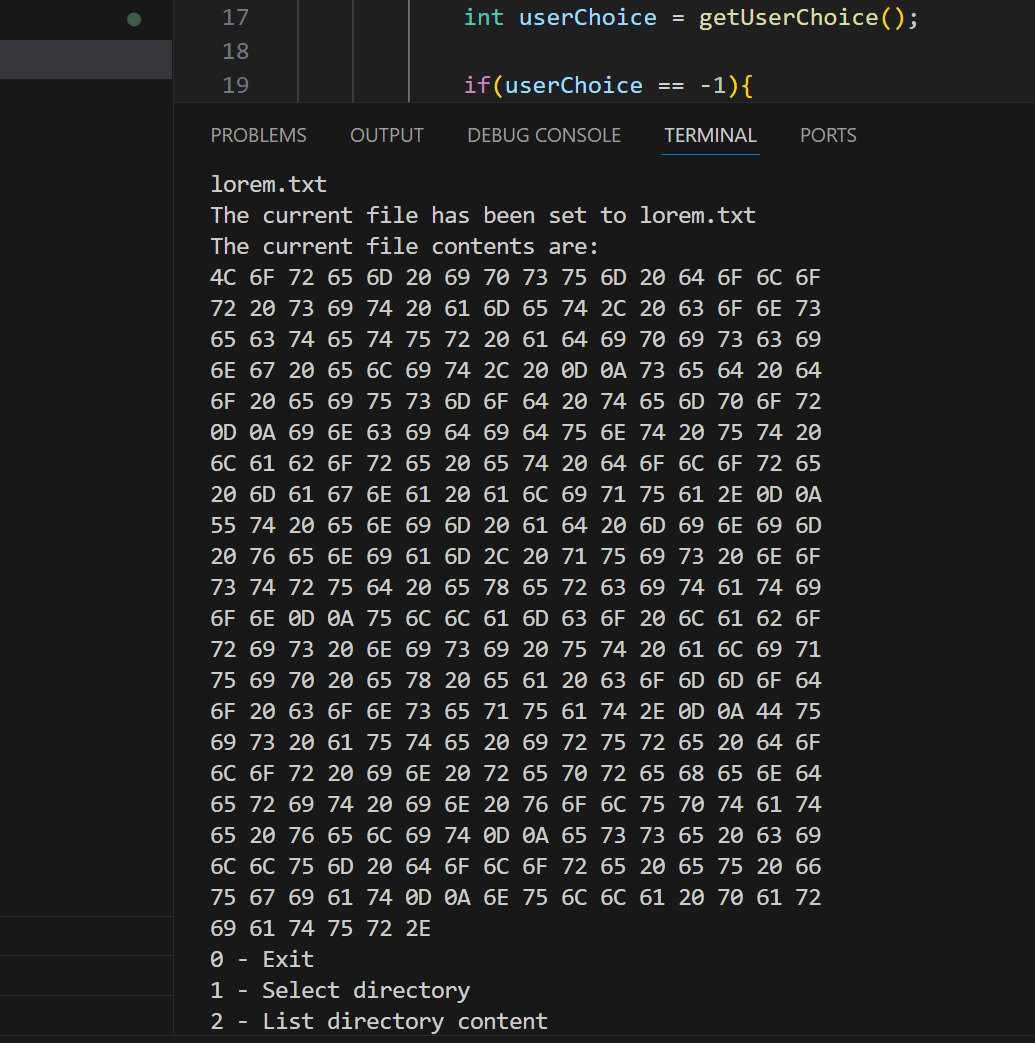 17 int userChoice = getUserChoice();
18
19 if(userChoice == -1){
PROBLEMS OUTPUT DEBUG CONSOLE TERMINAL PORTS
lorem.txt
The current file has been set to lorem.txt
The current file contents are:
4C 6F 72 65 6D 20 69 70 73 75 6D 20 64 6F 6C 6F
72 20 73 69 74 20 61 6D 65 74 2C 20 63 6F 6E 73
65 63 74 65 74 75 72 20 61 64 69 70 69 73 63 69
6E 67 20 65 6C 69 74 2C 20 0D 0A 73 65 64 20 64
6F 20 65 69 75 73 6D 6F 64 20 74 65 6D 70 6F 72
0D 0A 69 6E 63 69 64 69 64 75 6E 74 20 75 74 20
6C 61 62 6F 72 65 20 65 74 20 64 6F 6C 6F 72 65
20 6D 61 67 6E 61 20 61 6C 69 71 75 61 2E 0D 0A
55 74 20 65 6E 69 6D 20 61 64 20 6D 69 6E 69 6D
20 76 65 6E 69 61 6D 2C 20 71 75 69 73 20 6E 6F
73 74 72 75 64 20 65 78 65 72 63 69 74 61 74 69
6F 6E 0D 0A 75 6C 6C 61 6D 63 6F 20 6C 61 62 6F
72 69 73 20 6E 69 73 69 20 75 74 20 61 6C 69 71
75 69 70 20 65 78 20 65 61 20 63 6F 6D 6D 6F 64
6F 20 63 6F 6E 73 65 71 75 61 74 2E 0D 0A 44 75
69 73 20 61 75 74 65 20 69 72 75 72 65 20 64 6F
6C 6F 72 20 69 6E 20 72 65 70 72 65 68 65 6E 64
65 72 69 74 20 69 6E 20 76 6F 6C 75 70 74 61 74
65 20 76 65 6C 69 74 0D 0A 65 73 73 65 20 63 69
6C 6C 75 6D 20 64 6F 6C 6F 72 65 20 65 75 20 66
75 67 69 61 74 0D 0A 6E 75 6C 6C 61 20 70 61 72
69 61 74 75 72 2E
0 - Exit
1 - Select directory
2 - List directory content